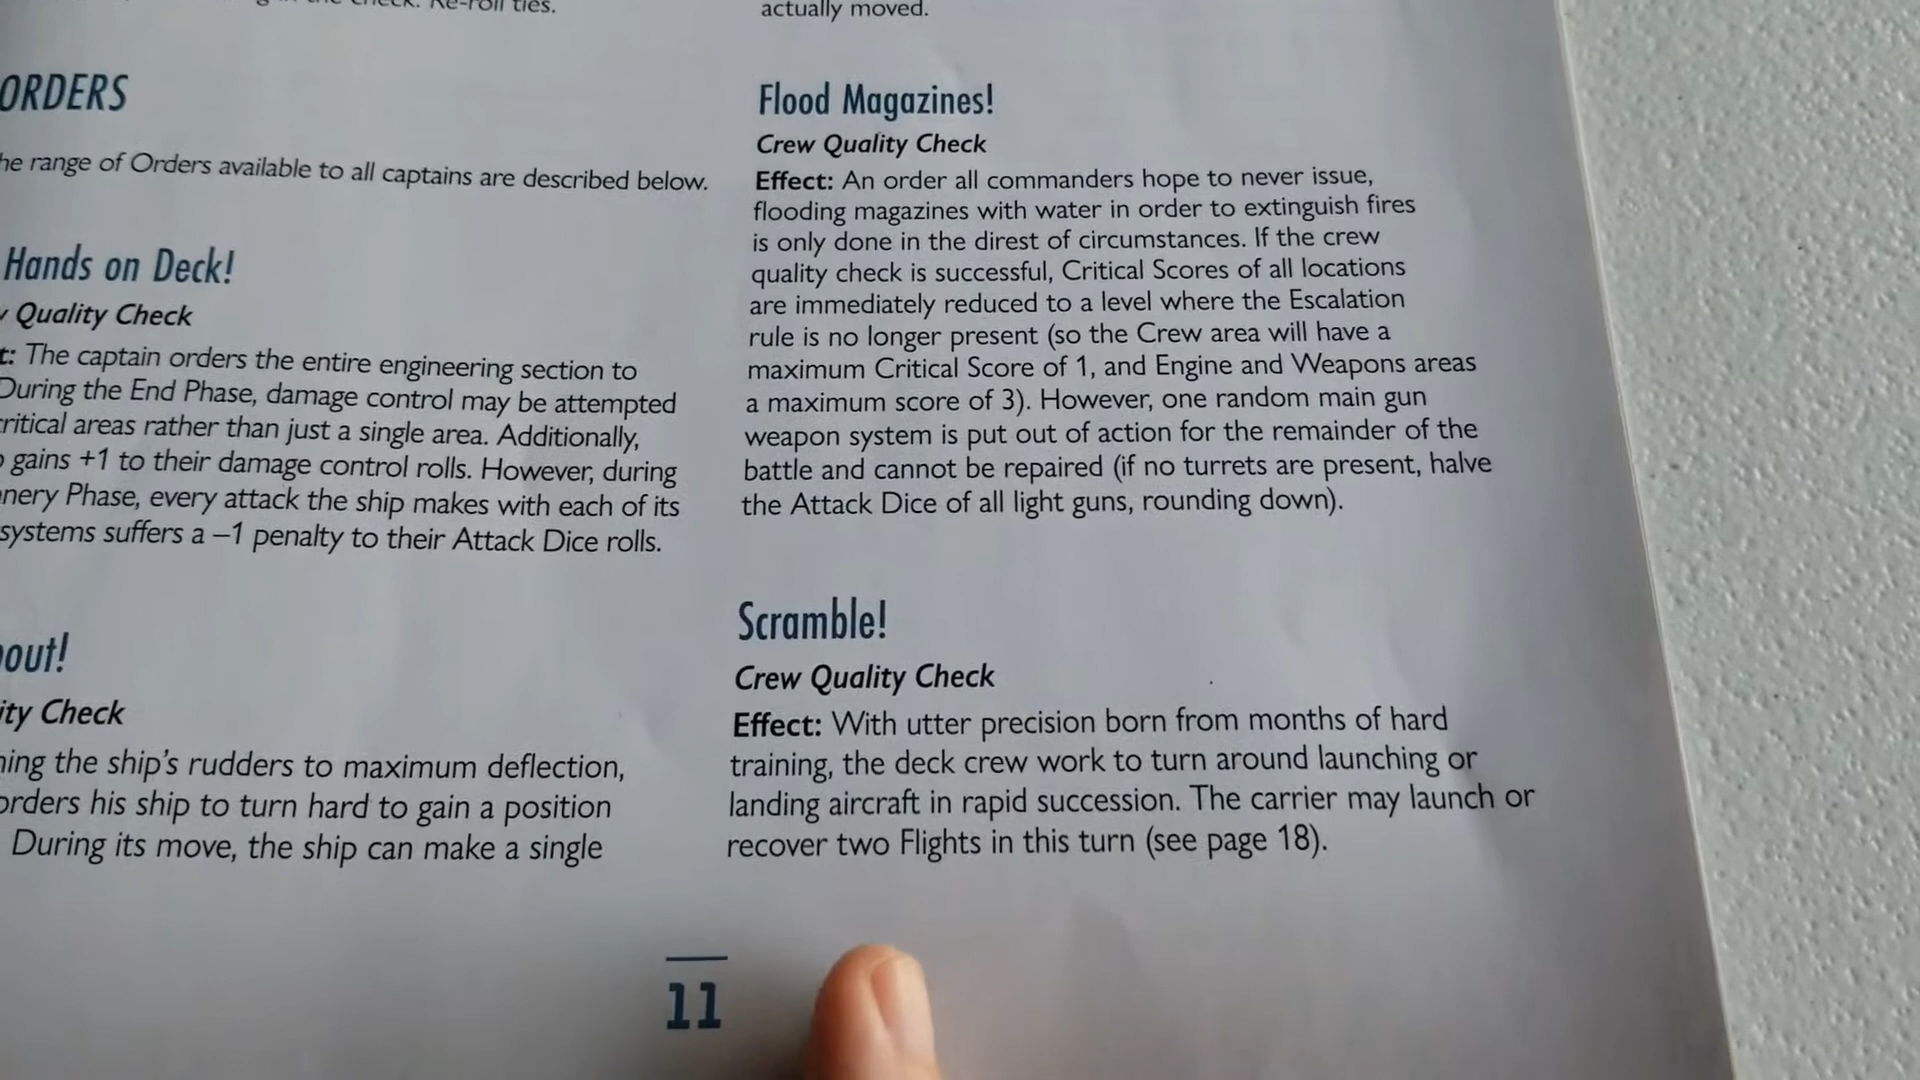 Re-roll ties.
ORDERS
range of Orders available to all captains are described below.
Hands on Deck!
Quality Check
The captain orders the entire engineering section to
During the End Phase, damage control may be attempted
areas rather than just a single area. Additionally,
gains +1 to their damage control rolls. However, during
Phase, every attack the ship makes with each of its
systems suffers a –1 penalty to their Attack Dice rolls.
Check
the ship's rudders to maximum deflection,
orders his ship to turn hard to gain a position
During its move, the ship can make a single
actually moved.
Flood Magazines!
Crew Quality Check
Effect: An order all commanders hope to never issue,
flooding magazines with water in order to extinguish fires
is only done in the direst of circumstances. If the crew
quality check is successful, Critical Scores of all locations
are immediately reduced to a level where the Escalation
rule is no longer present (so the Crew area will have a
maximum Critical Score of 1, and Engine and Weapons areas
a maximum score of 3). However, one random main gun
weapon system is put out of action for the remainder of the
battle and cannot be repaired (if no turrets are present, halve
the Attack Dice of all light guns, rounding down).
Scramble!
Crew Quality Check
Effect: With utter precision born from months of hard
training, the deck crew work to turn around launching or
landing aircraft in rapid succession. The carrier may launch or
recover two Flights in this turn (see page 18).
11